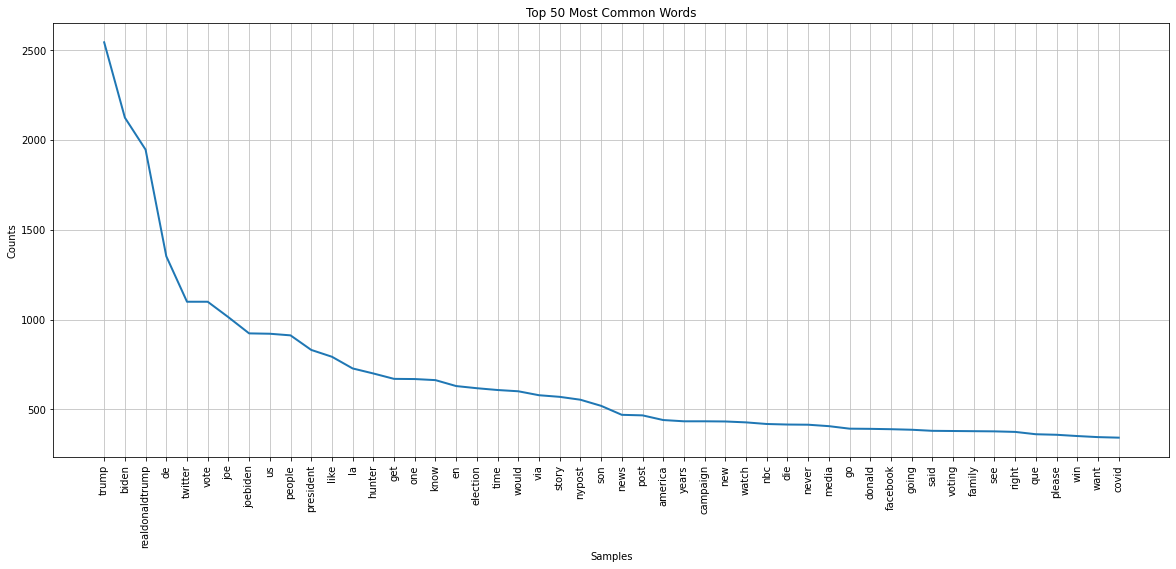 Top 50 Most Common Words
2500
2000
1500
1000
500
Counts
trump
biden
realdonaldtrump
de
twitter
vote
joe
joebiden
us
people
president
like
la
hunter
get
one
know
en
election
time
would
via
story
nypost
son
news
post
america
years
campaign
new
watch
nbc
die
never
media
go
donald
facebook
going
said
voting
family
see
right
que
please
win
want
covid
Samples